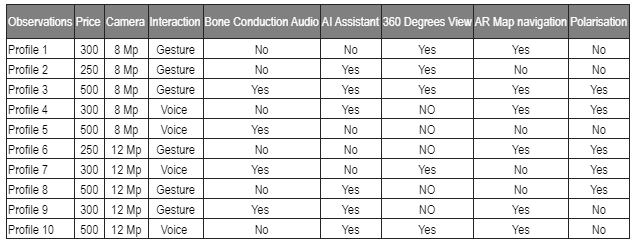 Observations Price Camera Interaction Bone Conduction Audio AI Assistant 360 Degrees View AR Map navigation Polarisation
Profile 1 300 8 Mp Gesture No No Yes Yes No
Profile 2 250 8 Mp Gesture No Yes Yes No No
Profile 3 500 8 Mp Gesture Yes Yes Yes Yes Yes
Profile 4 300 8 Mp Voice No Yes NO Yes Yes
Profile 5 500 8 Mp Voice Yes No No No No
Profile 6 250 12 Mp Gesture No No NO Yes Yes
Profile 7 300 12 Mp Voice Yes No Yes No Yes
Profile 8 500 12 Mp Gesture No Yes NO No Yes
Profile 9 300 12 Mp Gesture Yes Yes NO Yes No
Profile 10 500 12 Mp Voice No Yes Yes Yes No